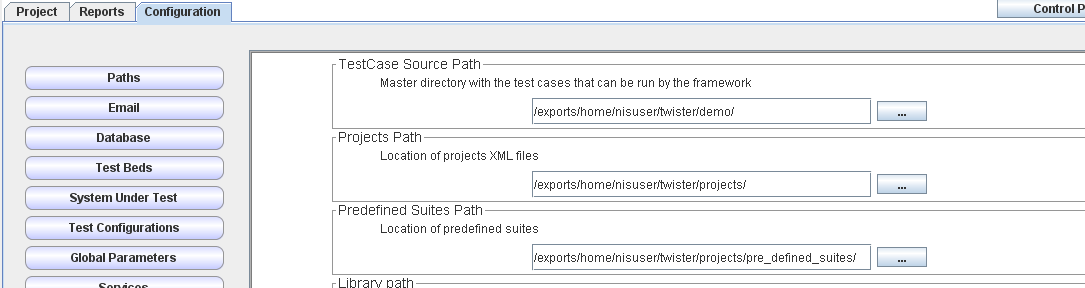 Project Reports Configuration Control P
Paths
Email
Database
Test Beds
System Under Test
Test Configurations
Global Parameters
Services
TestCase Source Path
Master directory with the test cases that can be run by the framework
/exports/home/nisuser/twister/demo/ ...
Projects Path
Location of projects XML files
/exports/home/nisuser/twister/projects/ ...
Predefined Suites Path
Location of predefined suites
/exports/home/nisuser/twister/projects/pre_defined_suites/ ...
Library path